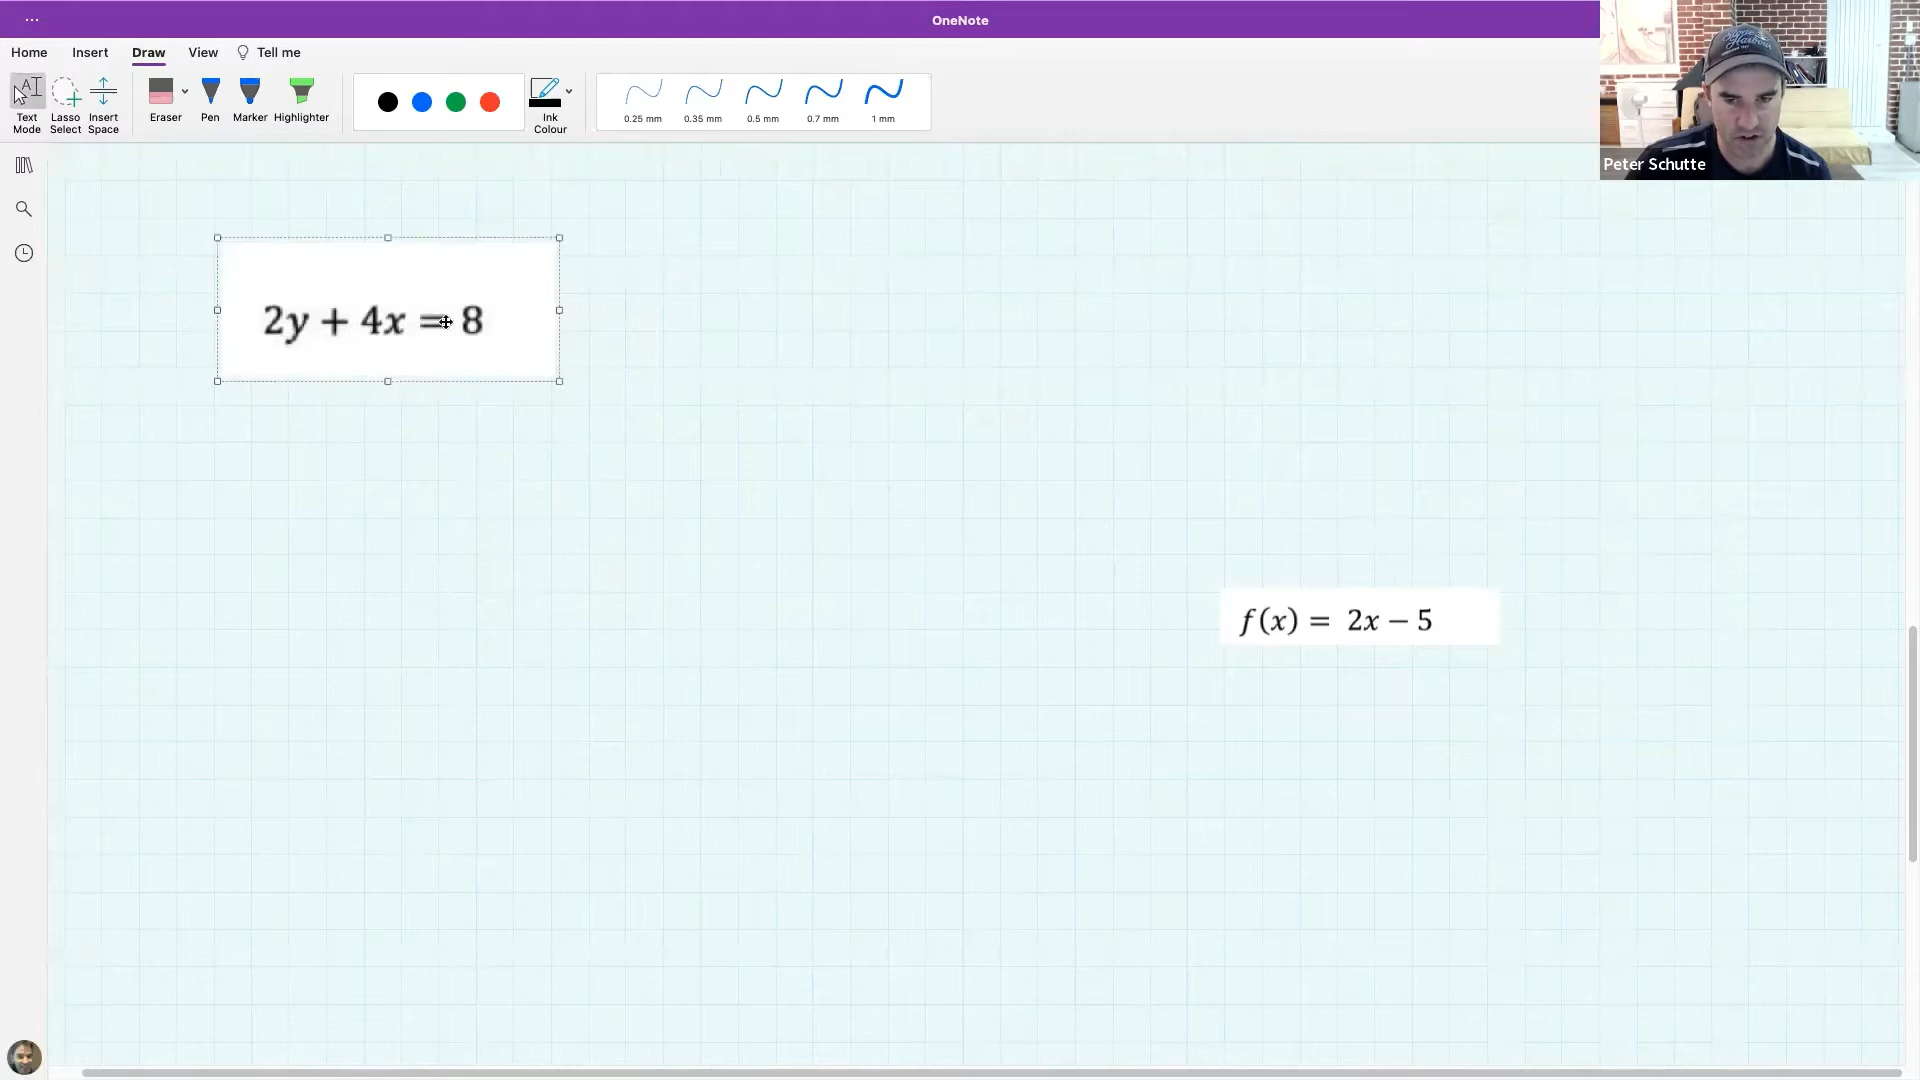 OneNote
Home Insert Draw View Tell me
Text Mode
Lasso Select
Insert Space
Eraser
Pen
Marker
Highlighter
Ink Colour
0.25 mm
0.35 mm
0.5 mm
0.7 mm
1 mm
Peter Schutte
2y + 4x = 8
f(x) = 2x − 5